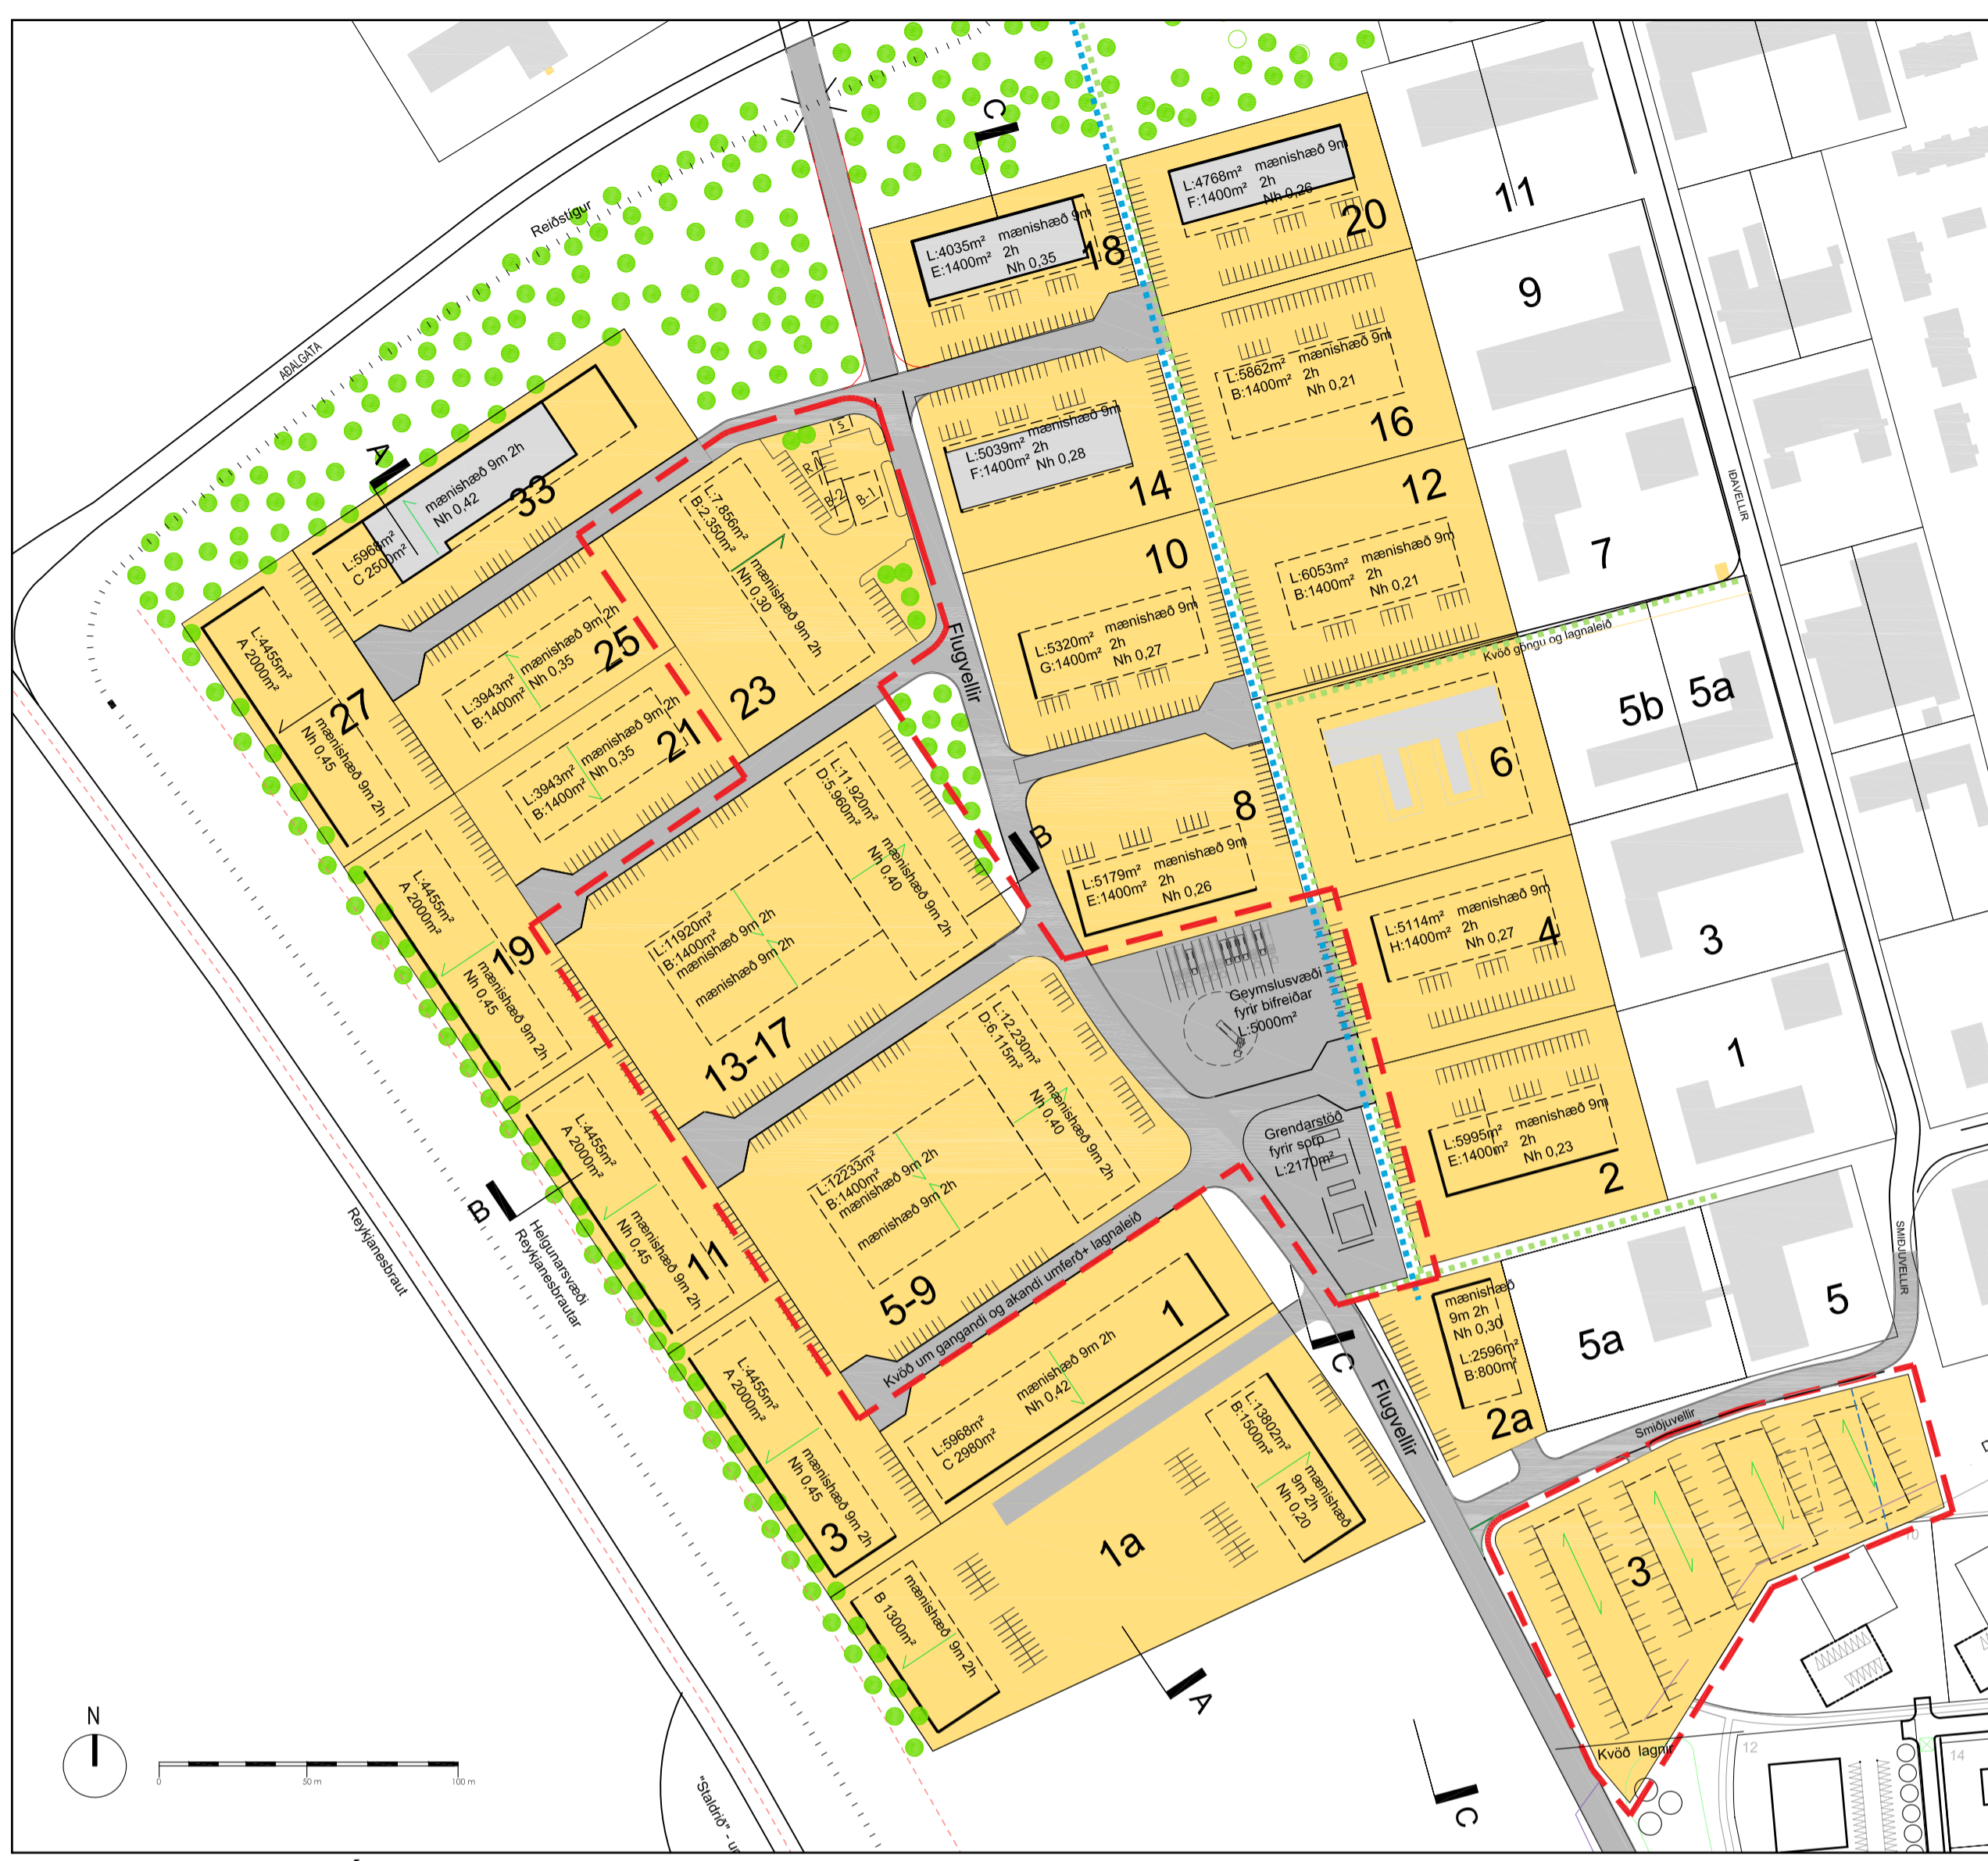 C
L:4768m² mænishæð 9m
F:1400m² 2h
Nh 0,26
20
11
L:4035m² mænishæð 9m
E:1400m² 2h
Nh 0,35
18
Reiðstígur
AÐALGATA
9
L:5862m² mænishæð 9m
B:1400m² 2h
Nh 0,21
16
A
mænishæð 9m 2h
Nh 0,42
33
L:5968m²
C 2500m²
S
R
B-2
B-1
L:5039m² mænishæð 9m
F:1400m² 2h
Nh 0,28
14
12
IÐAVELLIR
L:7.856m²
B:2.350m²
mænishæð 9m 2h
Nh 0,30
23
10
L:6053m² mænishæð 9m
B:1400m² 2h
Nh 0,21
7
L:5320m² mænishæð 9m
G:1400m² 2h
Nh 0,27
Flugvellir
Kvöð göngu og lagnaleið
5b
5a
L:4455m²
A 2000m²
mænishæð 9m 2h
Nh 0,45
27
L:3943m² mænishæð 9m 2h
B:1400m² Nh 0,35
25
L:3943m² mænishæð 9m 2h
B:1400m² Nh 0,35
21
6
8
L:5179m² mænishæð 9m
E:1400m² 2h
Nh 0,26
L:11.920m²
D:5.960m²
mænishæð 9m 2h
Nh 0,40
B
L:11920m²
B:1400m²
mænishæð 9m 2h
mænishæð 9m 2h
13-17
L:4455m²
A 2000m²
mænishæð 9m 2h
Nh 0,45
19
L:5114m² mænishæð 9m
H:1400m² 2h
Nh 0,27
4
3
Geymslusvæði
fyrir bifreiðar
L:5000m²
1
L:12.230m²
D:6.115m²
mænishæð 9m 2h
Nh 0,40
Grendarstöð
fyrir sorp
L:2170m²
L:5995m² mænishæð 9m
E:1400m² 2h
Nh 0,23
2
L:12233m²
B:1400m²
mænishæð 9m 2h
mænishæð 9m 2h
5-9
L:4455m²
A 2000m²
mænishæð 9m 2h
Nh 0,45
11
B
Helgunarsvæði
Reykjanesbrautar
Reykjanesbraut
Kvöð um gangandi og akandi umferð+ lagnaleið
SMIÐJUVELLIR
5
5a
mænishæð
9m 2h
Nh 0,30
L:2596m²
B:800m²
2a
1
mænishæð 9m 2h
Nh 0,42
L:5968m²
C 2980m²
C
Flugvellir
Smiðjuvellir
L:4455m²
A 2000m²
mænishæð 9m 2h
Nh 0,45
3
L:13802m²
B:1500m²
mænishæð
9m 2h
Nh 0,20
1a
3
10
mænishæð 9m 2h
B 1300m²
A
Kvöð lagnir
12
14
C
N
0
50 m
100 m
"Staldrið" -